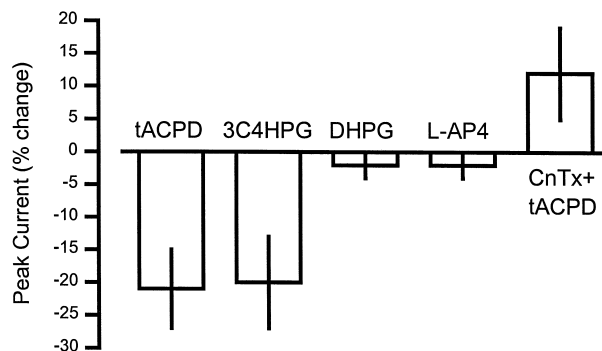 20
15
10
5
0
-5
-10
-15
-20
-25
-30
Peak Current (% change)
tACPD 3C4HPG DHPG L-AP4
CnTx+
tACPD